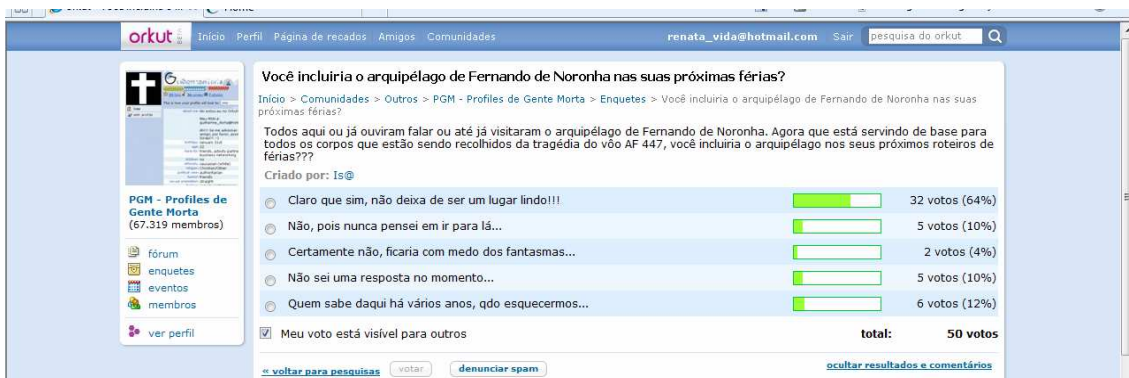 orkut Início Perfil Página de recados Amigos Comunidades renata_vida@hotmail.com Sair pesquisa do orkut
Você incluiria o arquipélago de Fernando de Noronha nas suas próximas férias?
Início > Comunidades > Outros > PGM - Profiles de Gente Morta > Enquetes > Você incluiria o arquipélago de Fernando de Noronha nas suas
próximas férias?
Todos aqui ou já ouviram falar ou até já visitaram o arquipélago de Fernando de Noronha. Agora que está servindo de base para
todos os corpos que estão sendo recolhidos da tragédia do vôo AF 447, você incluiria o arquipélago nos seus próximos roteiros de
férias???
Criado por: Is@
PGM - Profiles de
Gente Morta
(67.319 membros)
fórum
enquetes
eventos
membros
ver perfil
Claro que sim, não deixa de ser um lugar lindo!!! 32 votos (64%)
Não, pois nunca pensei em ir para lá... 5 votos (10%)
Certamente não, ficaria com medo dos fantasmas... 2 votos (4%)
Não sei uma resposta no momento... 5 votos (10%)
Quem sabe daqui há vários anos, qdo esquecermos... 6 votos (12%)
Meu voto está visível para outros total: 50 votos
« voltar para pesquisas votar denunciar spam ocultar resultados e comentários